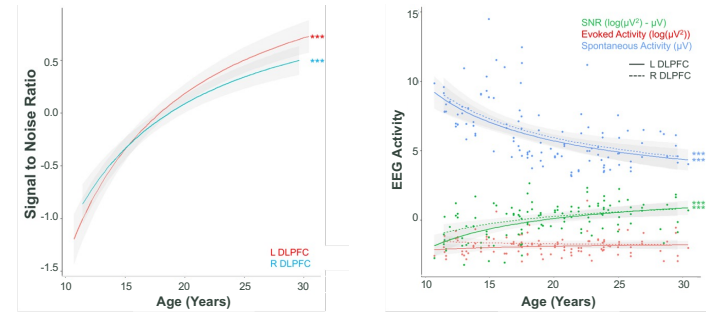 Signal to Noise Ratio
0.5
0.0
-0.5
-1.0
-1.5
10
15
20
25
30
Age (Years)
***
***
L DLPFC
R DLPFC
EEG Activity
15
10
5
0
10
15
20
25
30
Age (Years)
SNR (log(µV²) - µV)
Evoked Activity (log(µV²))
Spontaneous Activity (µV)
L DLPFC
R DLPFC
***
***
***
***